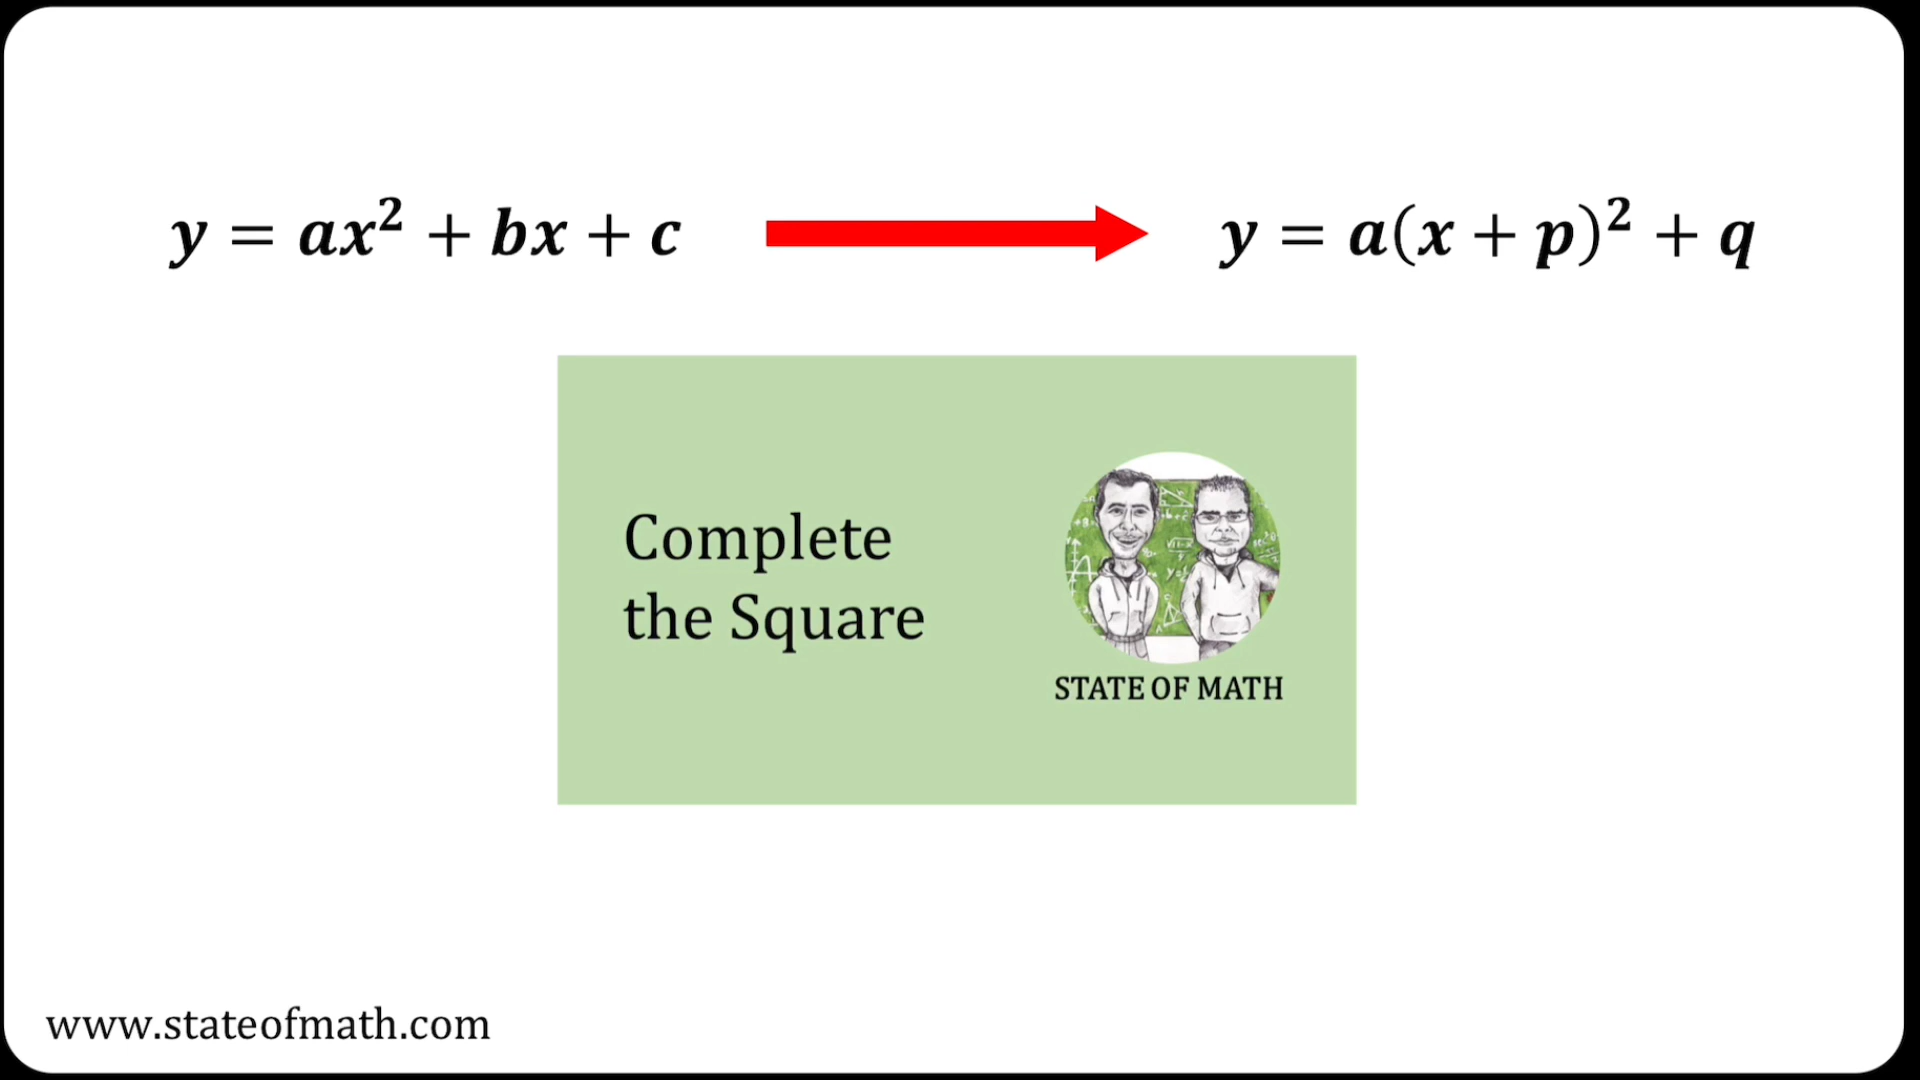 y = ax² + bx + c
y = a(x + p)² + q
Complete
the Square
STATE OF MATH
www.stateofmath.com